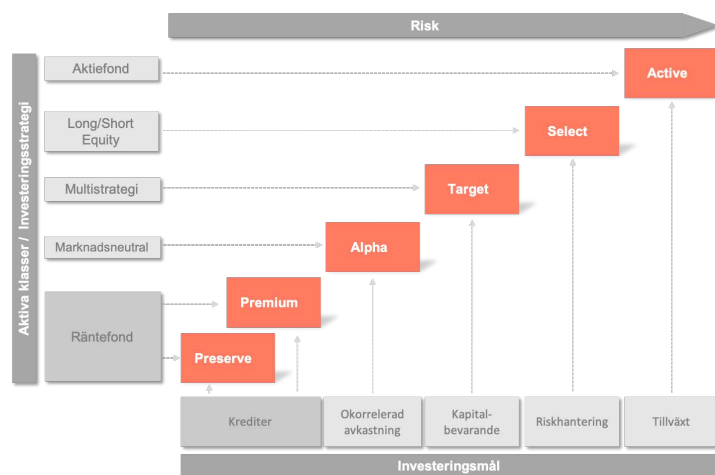 Risk
Aktiva klasser / Investeringsstrategi
Aktiefond
Active
Long/Short
Equity
Select
Multistrategi
Target
Marknadsneutral
Alpha
Räntefond
Premium
Preserve
Krediter
Okorrelerad
avkastning
Kapital-
bevarande
Riskhantering
Tillväxt
Investeringsmål